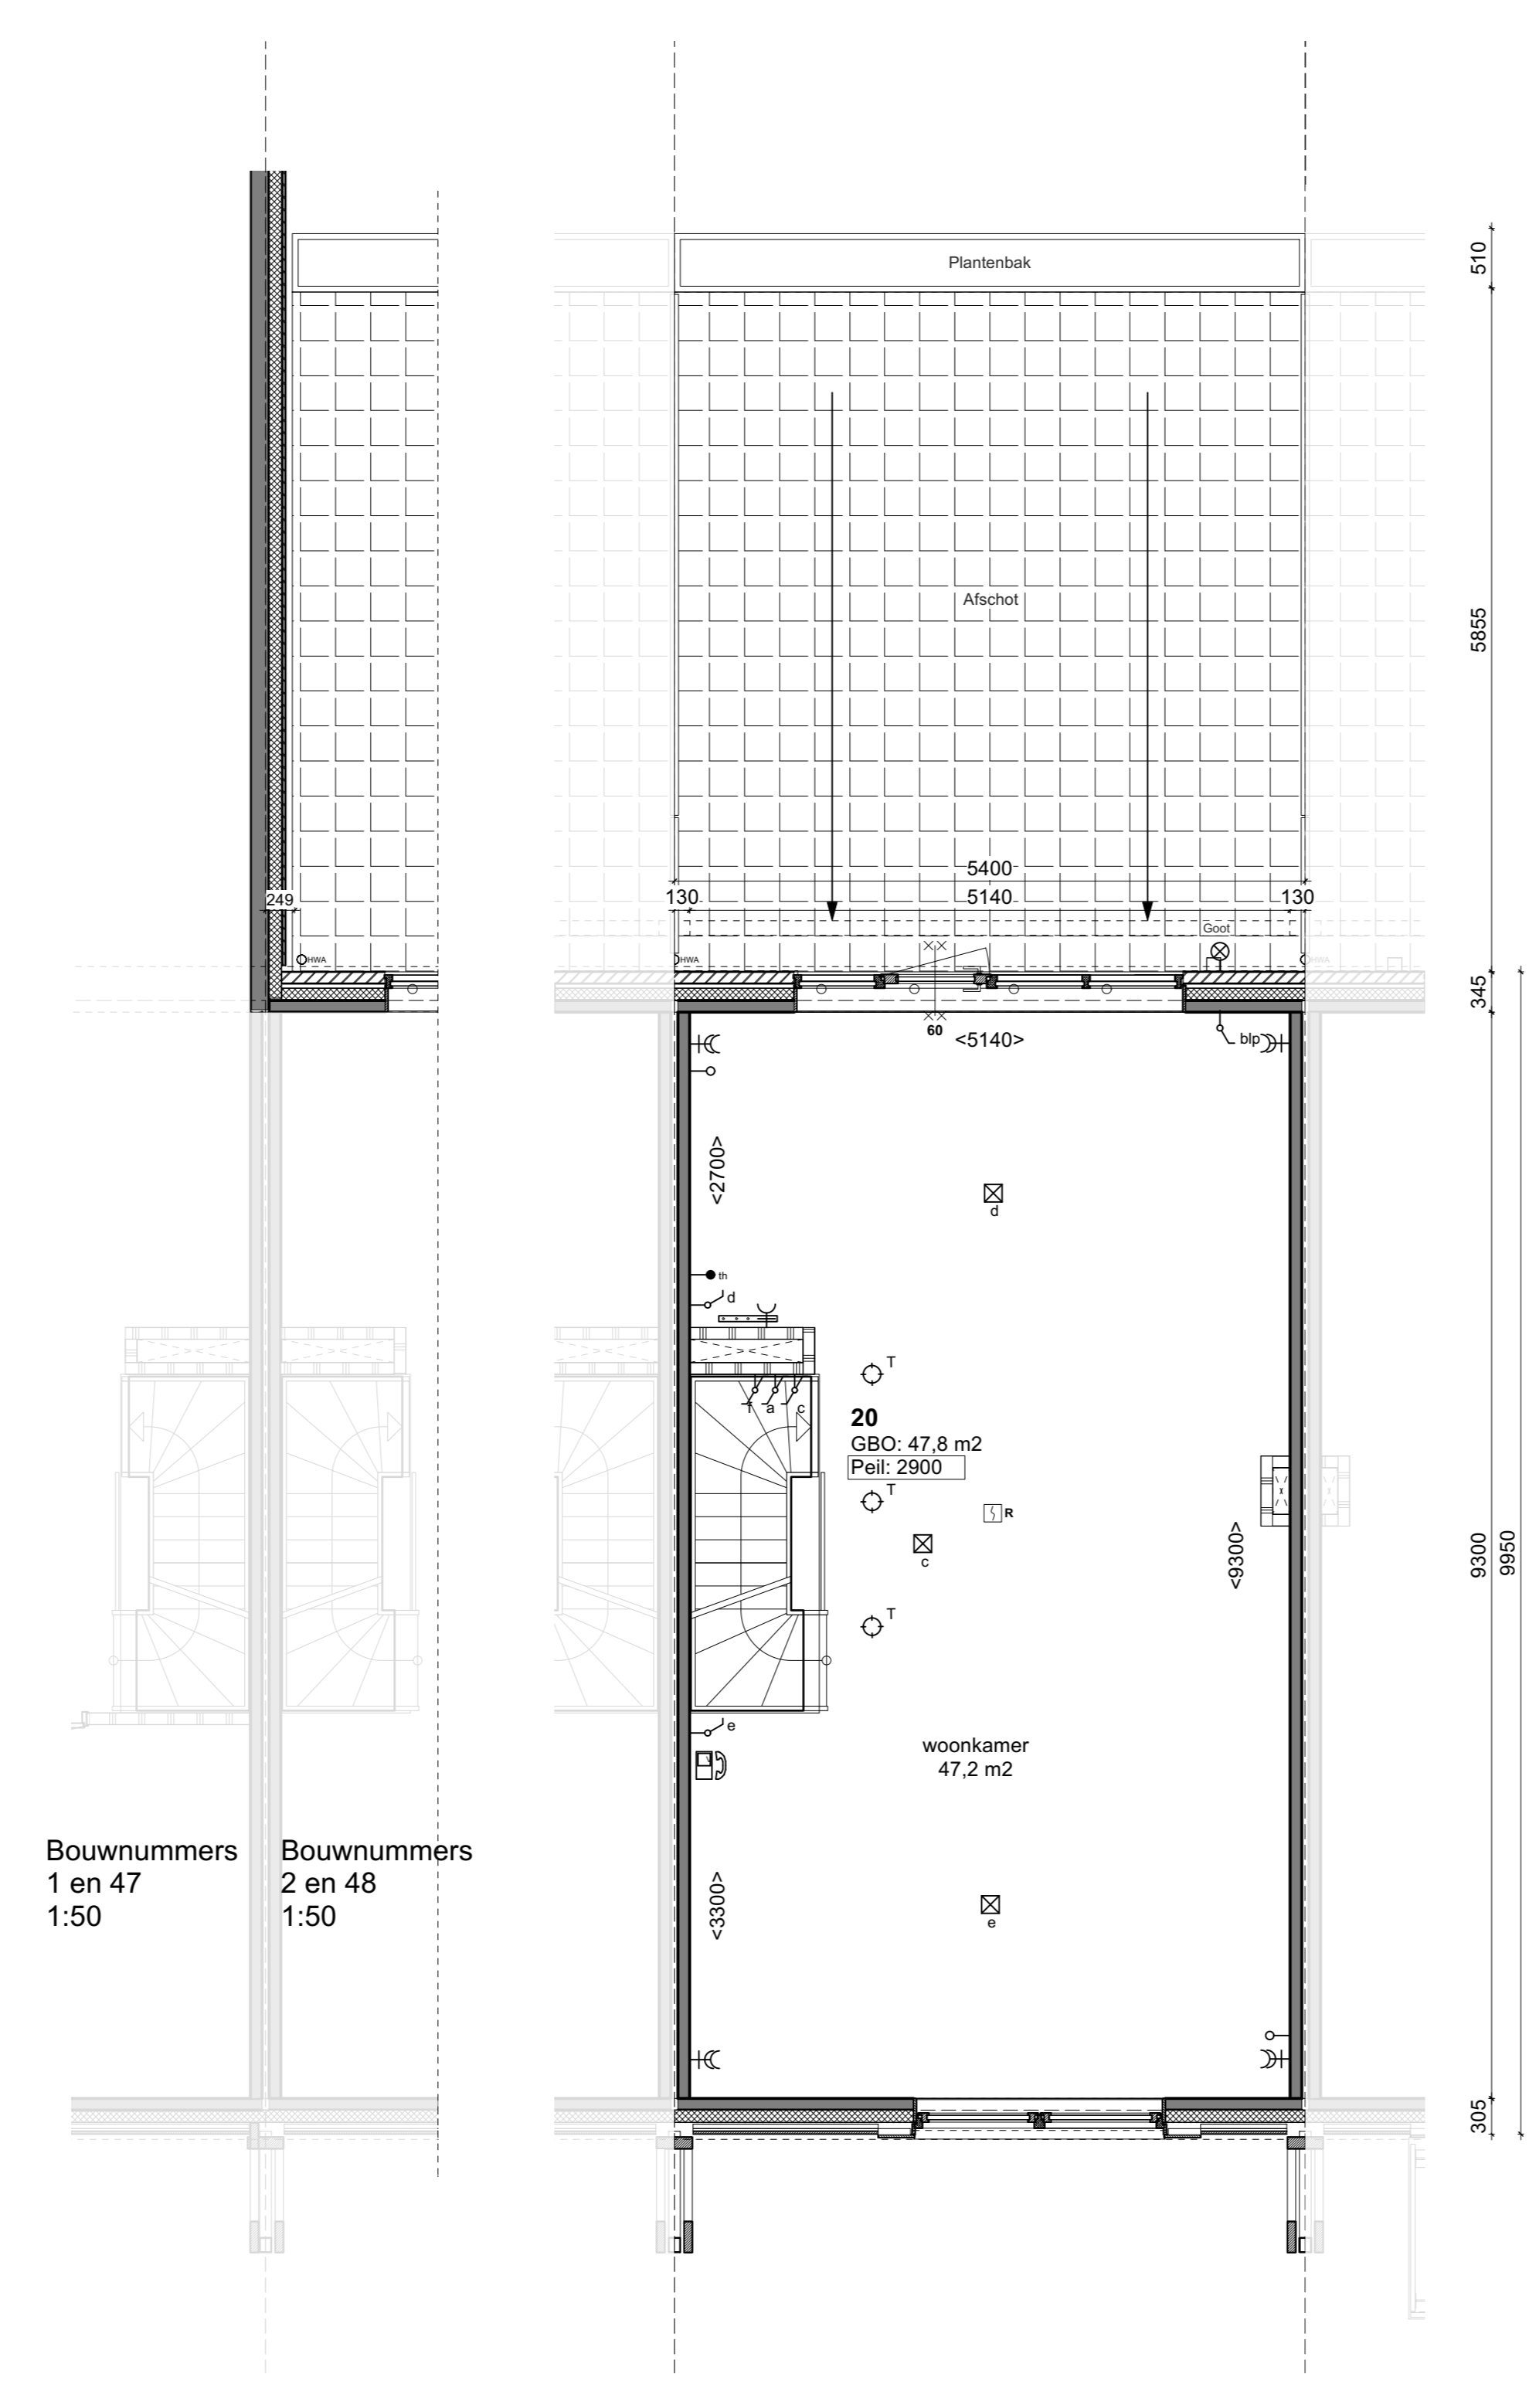 Plantenbak
510
5855
Afschot
5400
130
5140
130
249
Goot
HWA
HWA
HWA
345
60
<5140>
blp
<2700>
d
th
d
T
f
a
c
20
GBO: 47,8 m2
Peil: 2900
T
R
c
<9300>
9300
9950
T
e
woonkamer
47,2 m2
Bouwnummers
1 en 47
1:50
Bouwnummers
2 en 48
1:50
<3300>
e
305